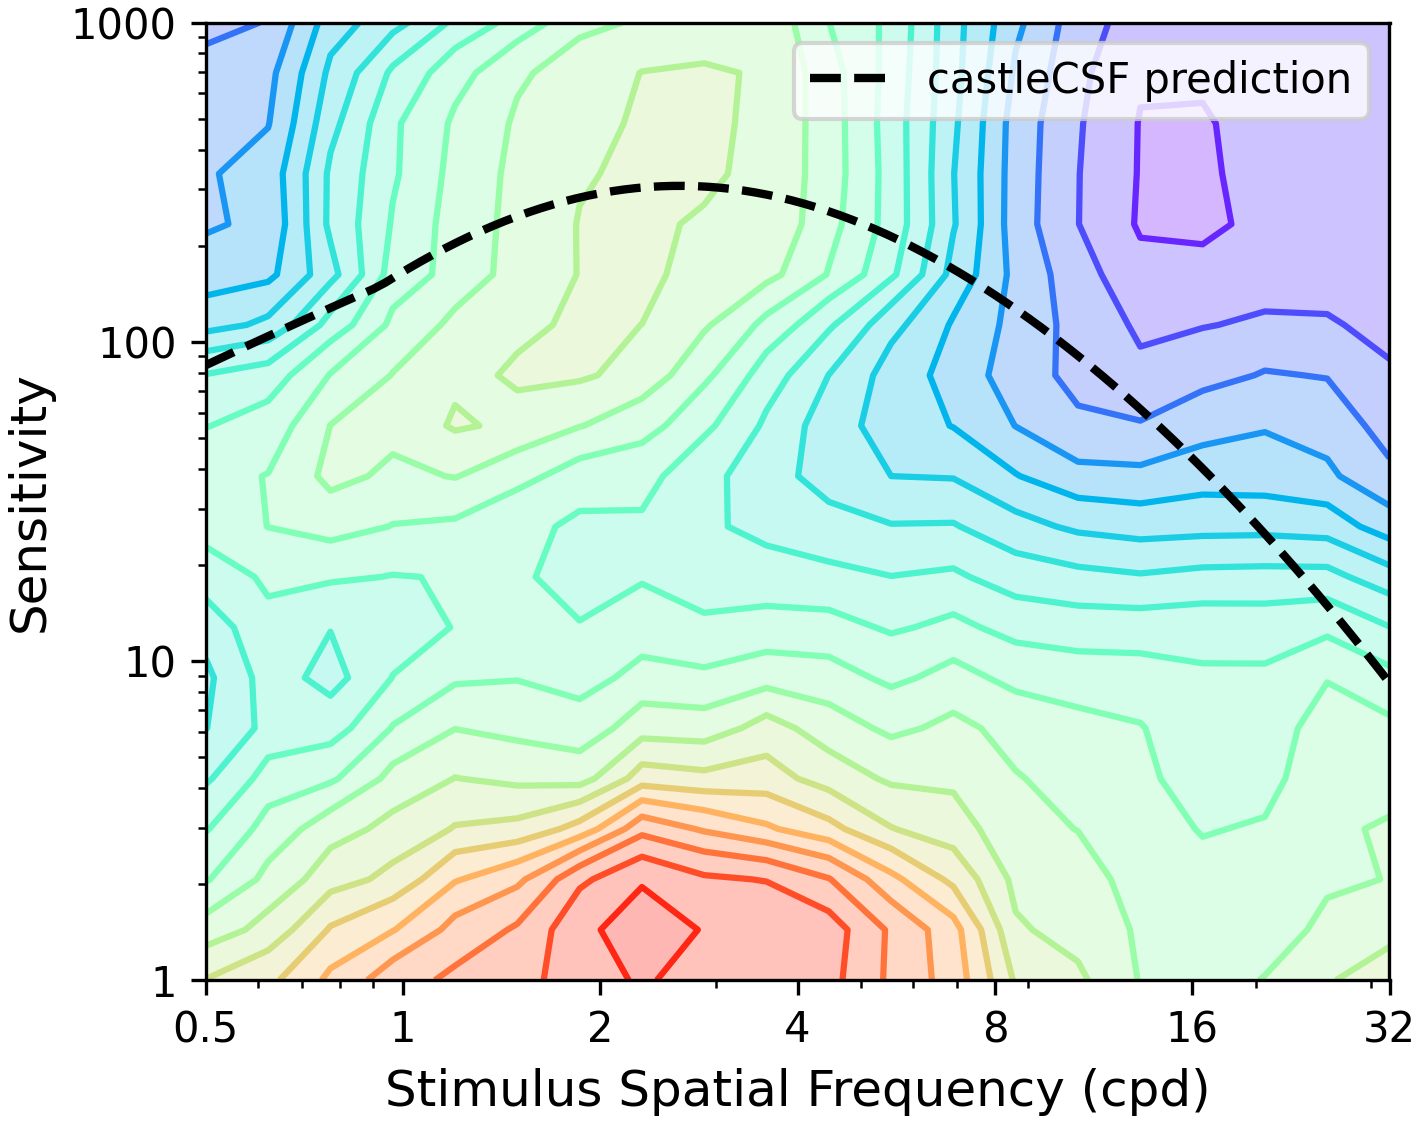 1000
100
10
1
Sensitivity
castleCSF prediction
0.5 1 2 4 8 16 32
Stimulus Spatial Frequency (cpd)